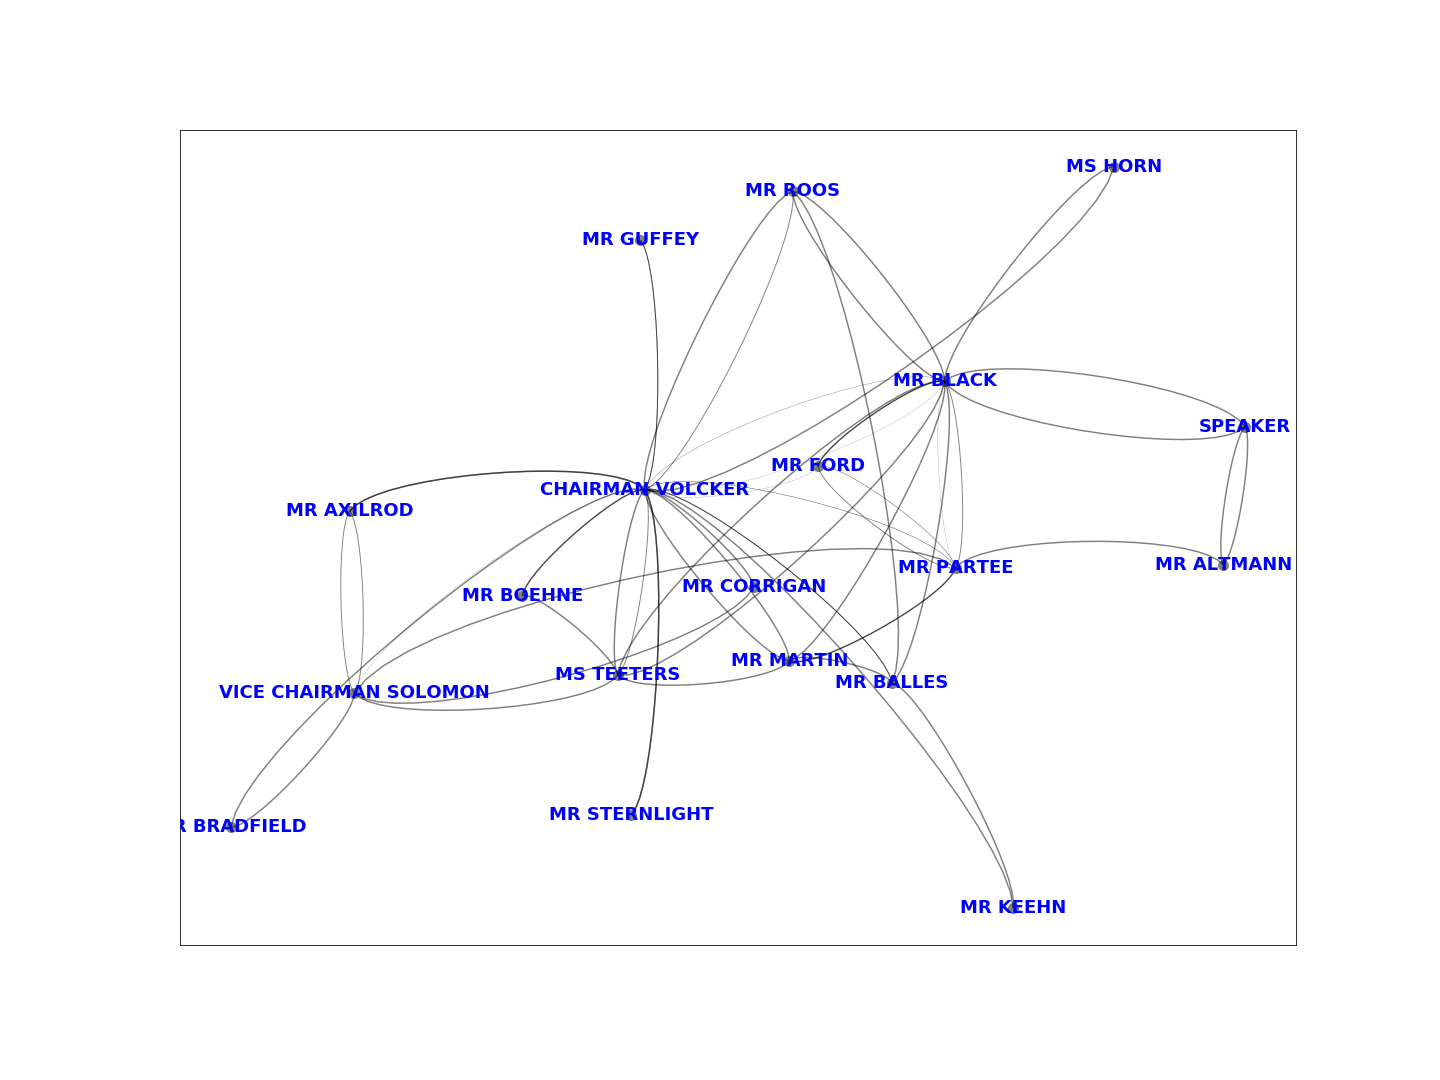 MS HORN
MR ROOS
MR GUFFEY
MR BLACK
SPEAKER
MR FORD
CHAIRMAN VOLCKER
MR AXILROD
MR ALTMANN
MR PARTEE
MR CORRIGAN
MR BOEHNE
MR MARTIN
MS TEETERS
MR BALLES
VICE CHAIRMAN SOLOMON
MR STERNLIGHT
R BRADFIELD
MR KEEHN